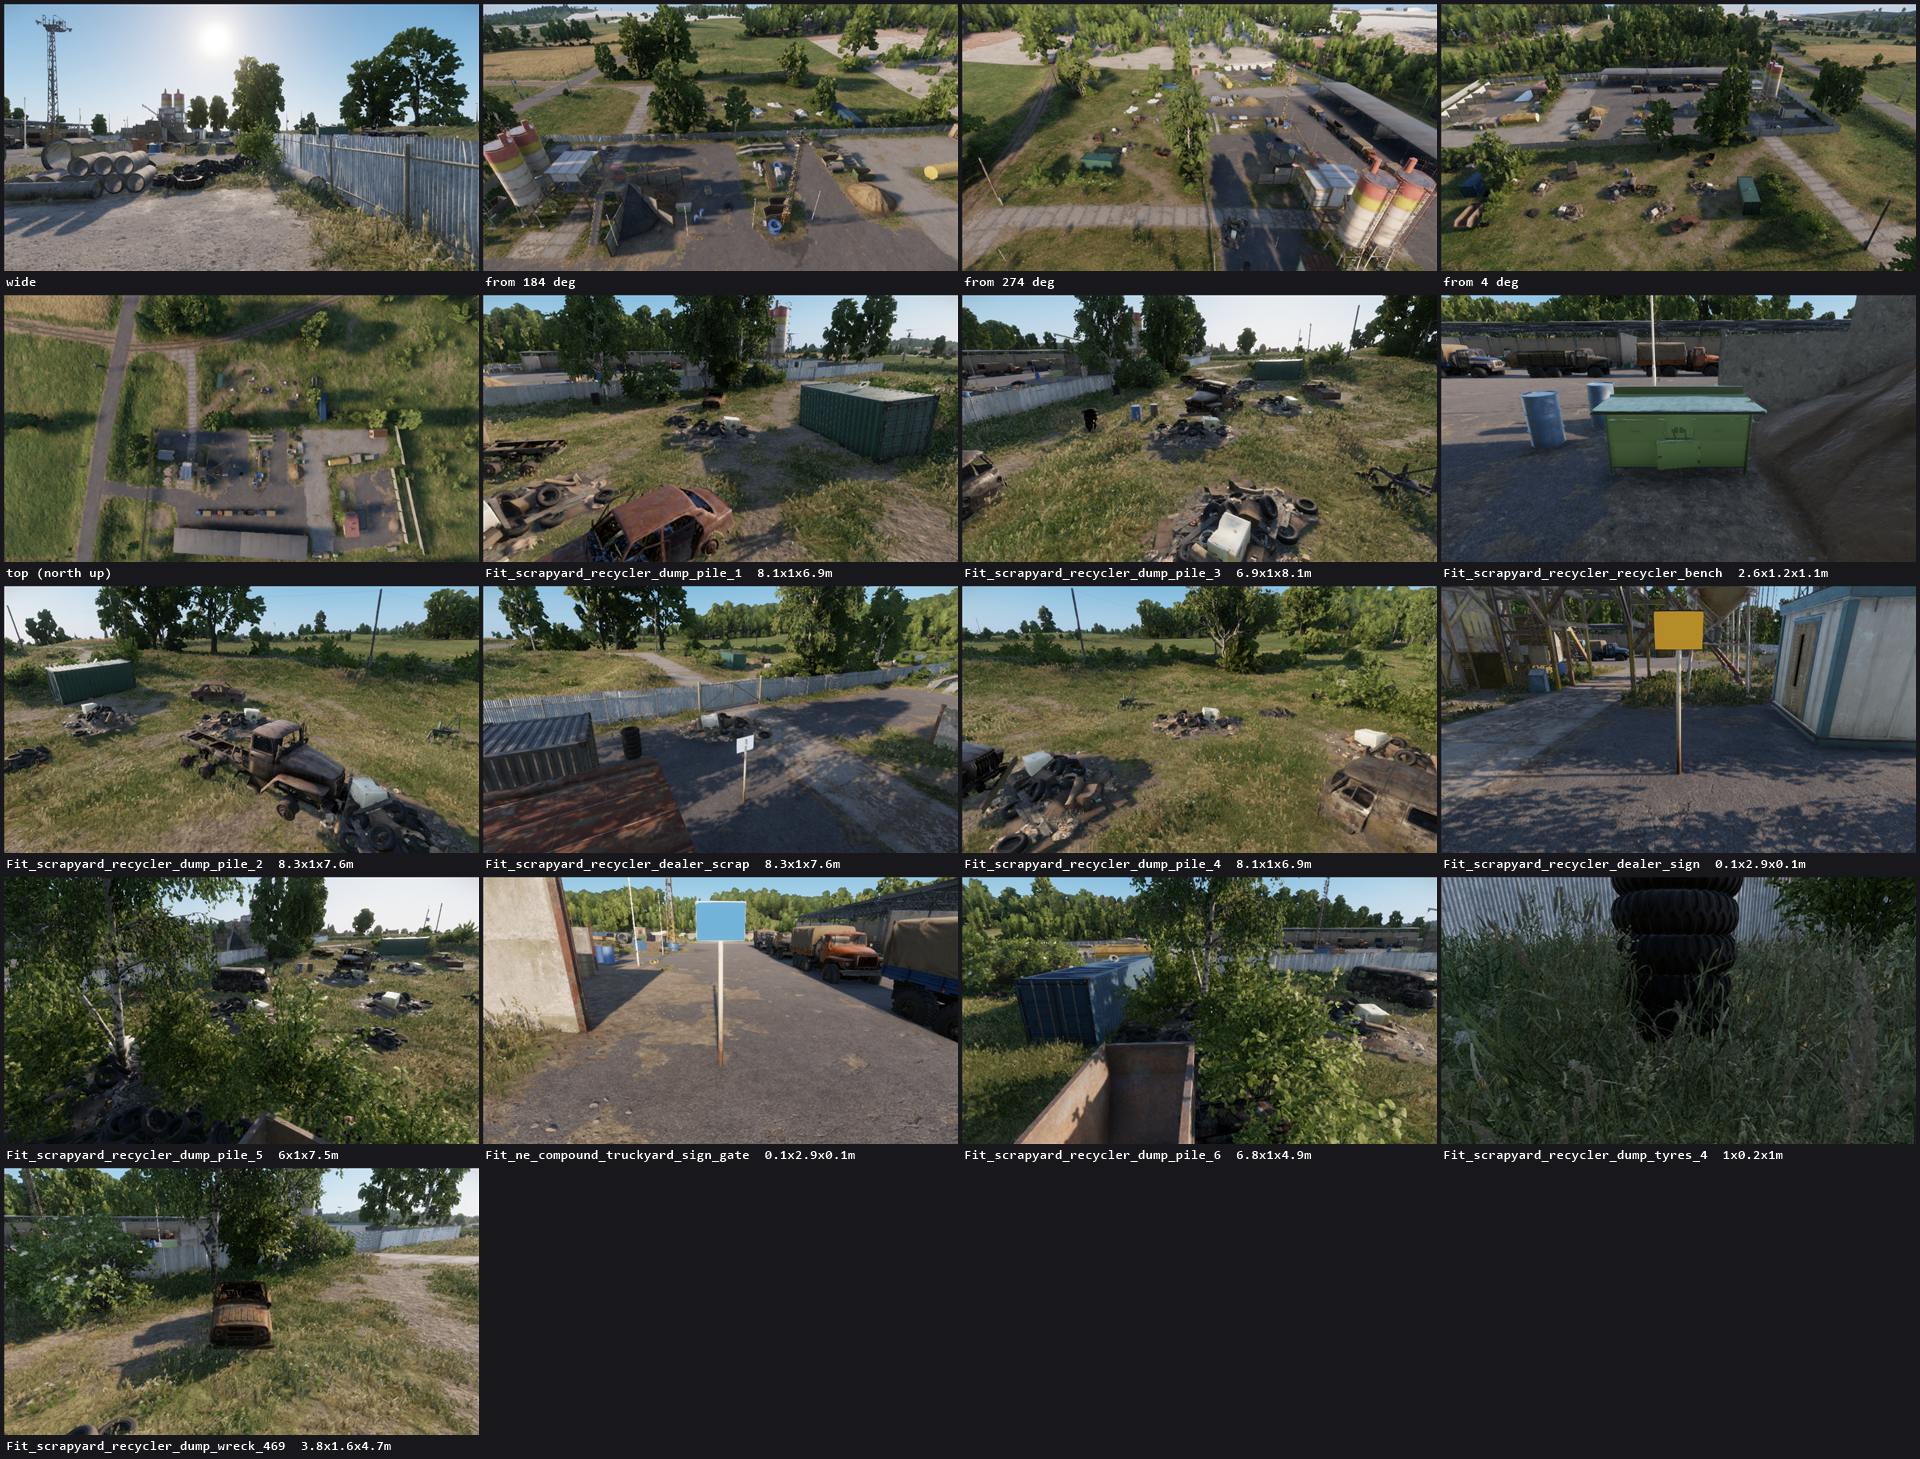 wide
from 184 deg
from 274 deg
from 4 deg
top (north up)
Fit_scrapyard_recycler_dump_pile_1  8.1x1x6.9m
Fit_scrapyard_recycler_dump_pile_3  6.9x1x8.1m
Fit_scrapyard_recycler_recycler_bench  2.6x1.2x1.1m
Fit_scrapyard_recycler_dump_pile_2  8.3x1x7.6m
Fit_scrapyard_recycler_dealer_scrap  8.3x1x7.6m
Fit_scrapyard_recycler_dump_pile_4  8.1x1x6.9m
Fit_scrapyard_recycler_dealer_sign  0.1x2.9x0.1m
Fit_scrapyard_recycler_dump_pile_5  6x1x7.5m
Fit_ne_compound_truckyard_sign_gate  0.1x2.9x0.1m
Fit_scrapyard_recycler_dump_pile_6  6.8x1x4.9m
Fit_scrapyard_recycler_dump_tyres_4  1x0.2x1m
Fit_scrapyard_recycler_dump_wreck_469  3.8x1.6x4.7m